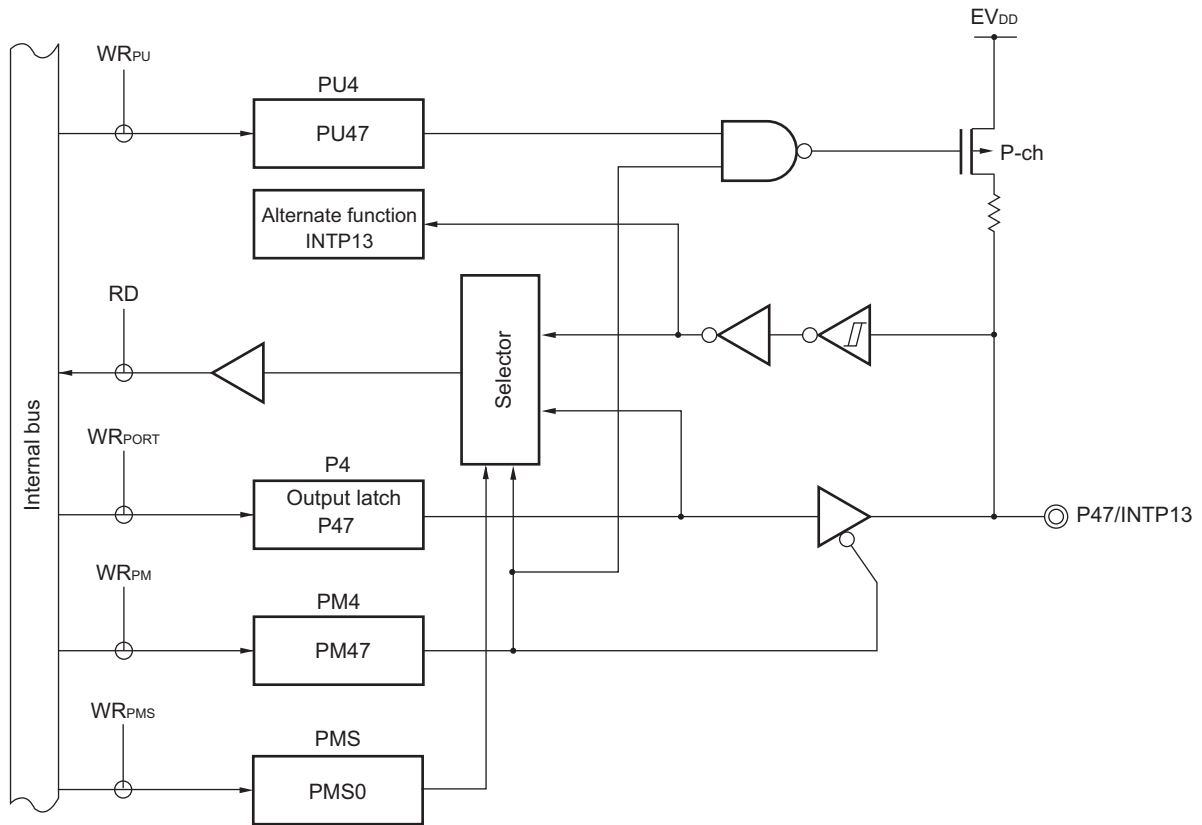 EVDD
WRPU
PU4
PU47
P-ch
Alternate function
INTP13
RD
Selector
Internal bus
WRPORT
P4
Output latch
P47
P47/INTP13
WRPM
PM4
PM47
WRPMS
PMS
PMS0